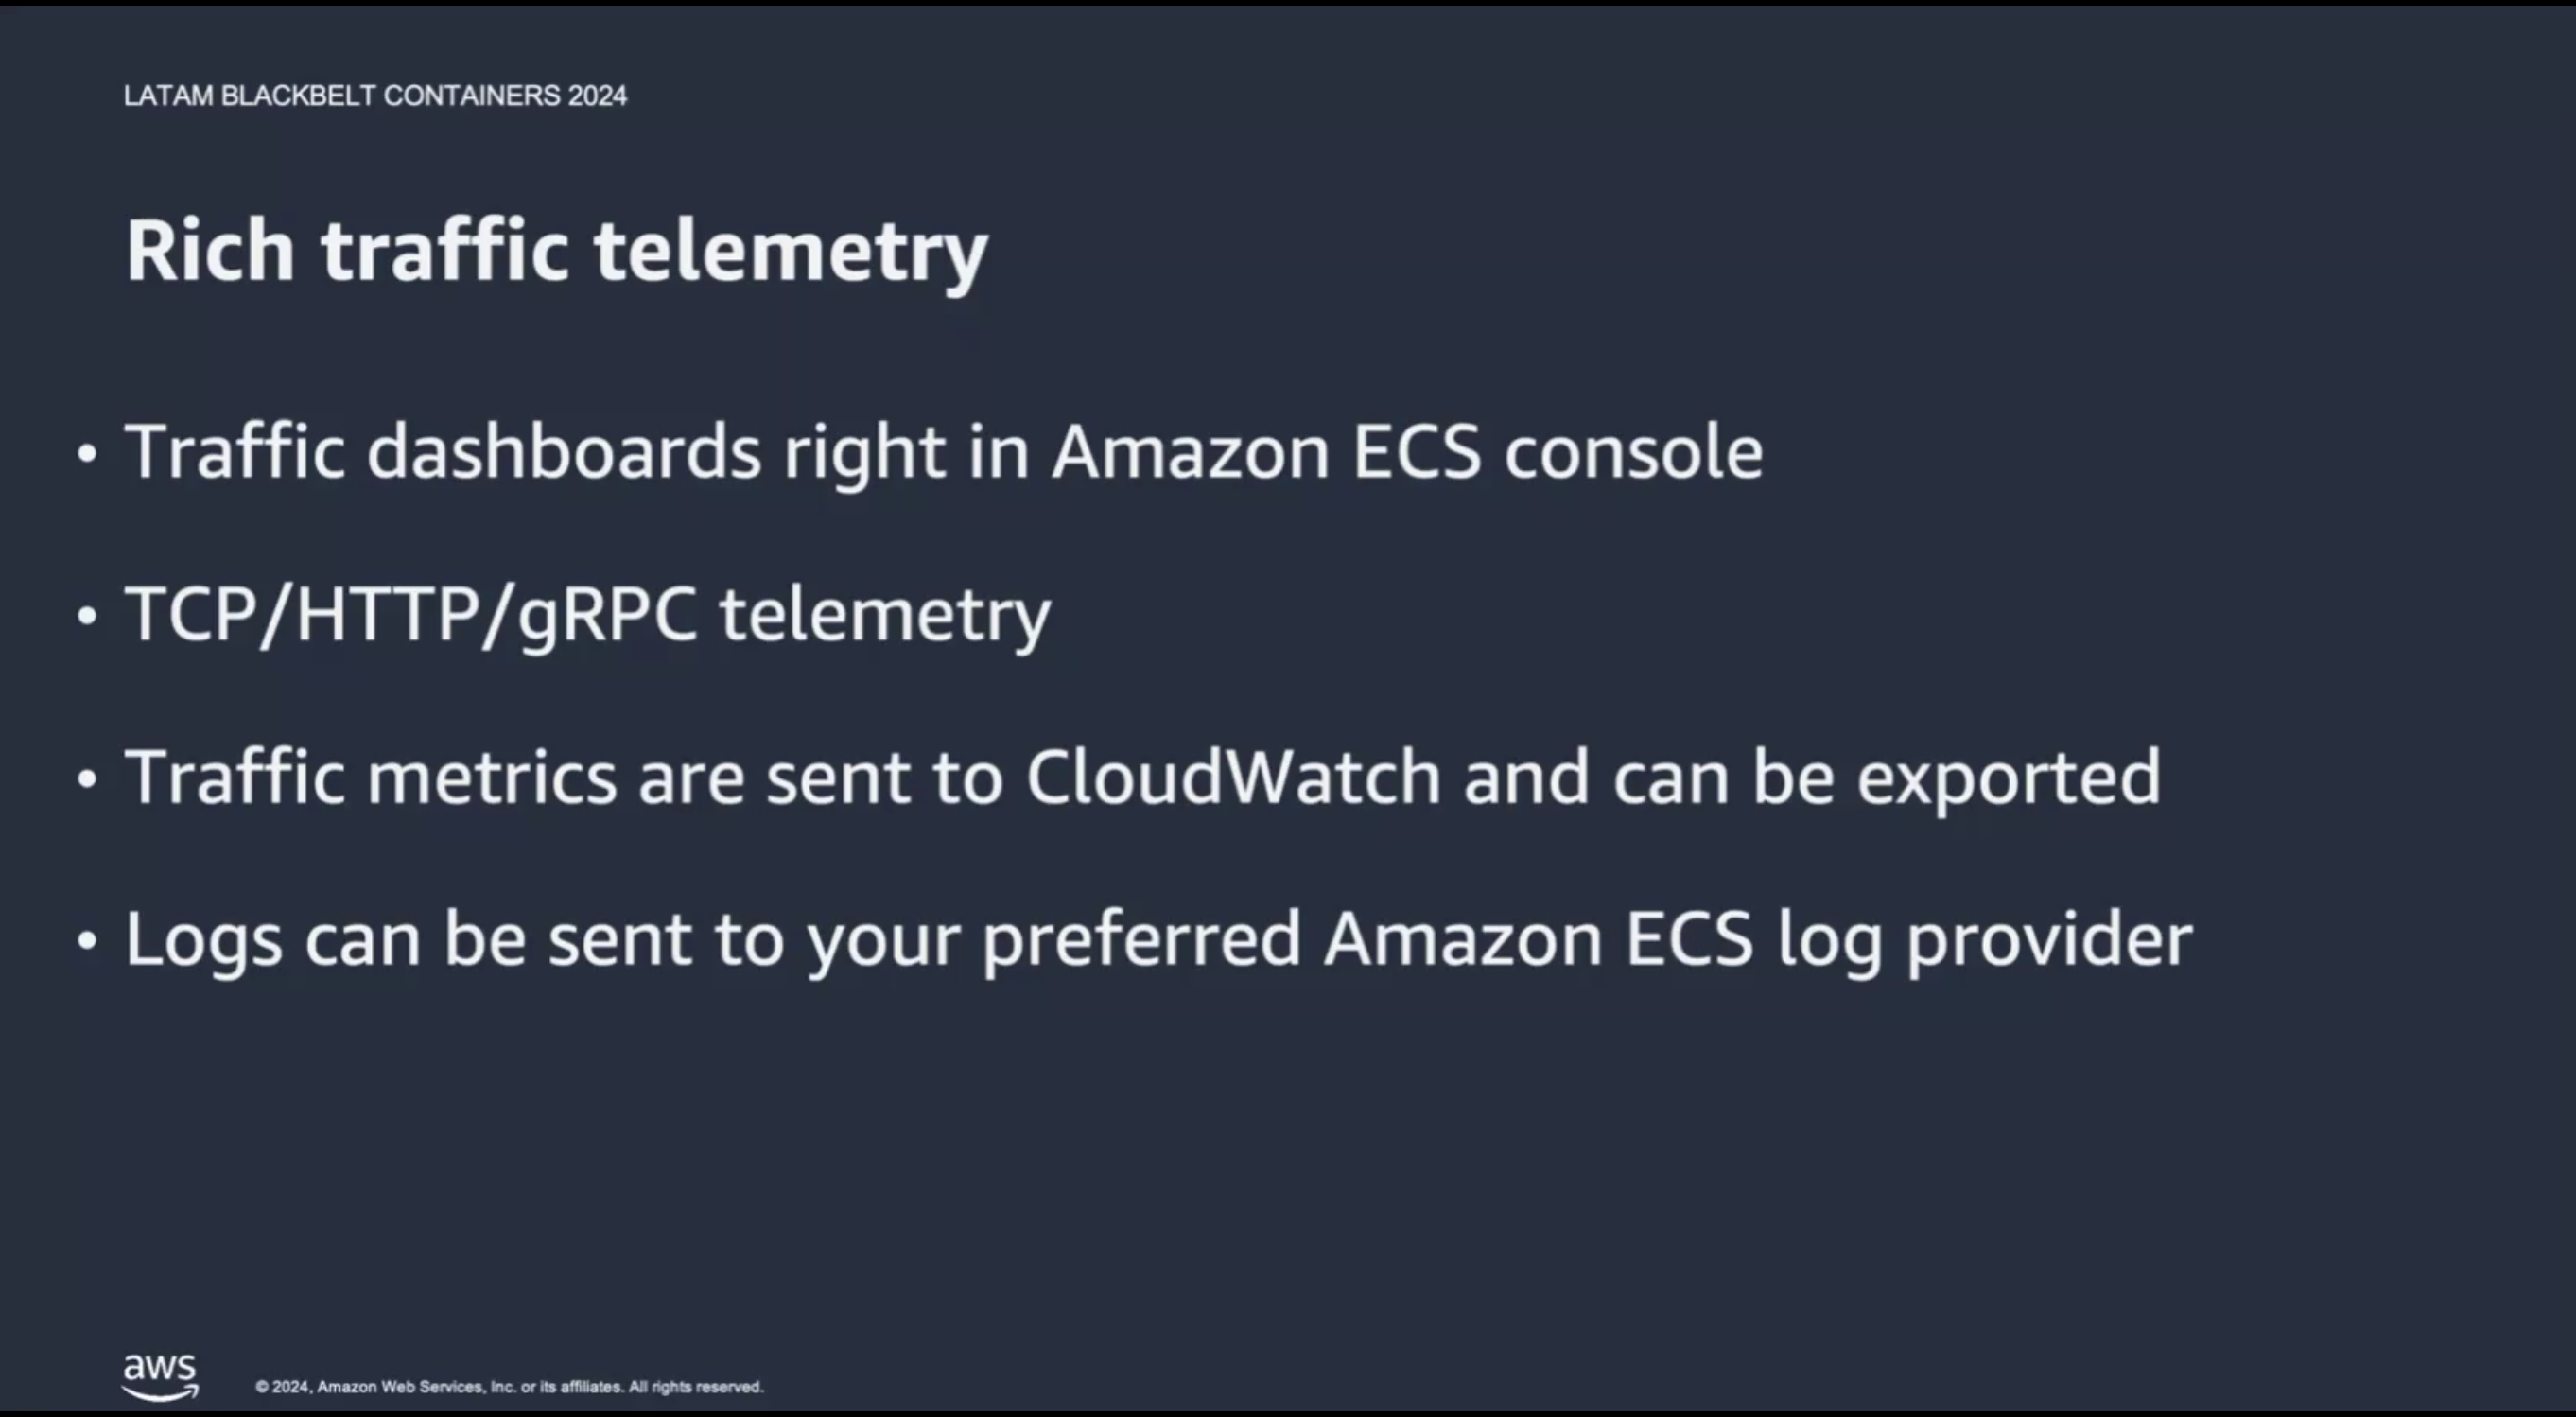 LATAM BLACKBELT CONTAINERS 2024
Rich traffic telemetry
• Traffic dashboards right in Amazon ECS console
• TCP/HTTP/gRPC telemetry
• Traffic metrics are sent to CloudWatch and can be exported
• Logs can be sent to your preferred Amazon ECS log provider
aws
© 2024, Amazon Web Services, Inc. or its affiliates. All rights reserved.